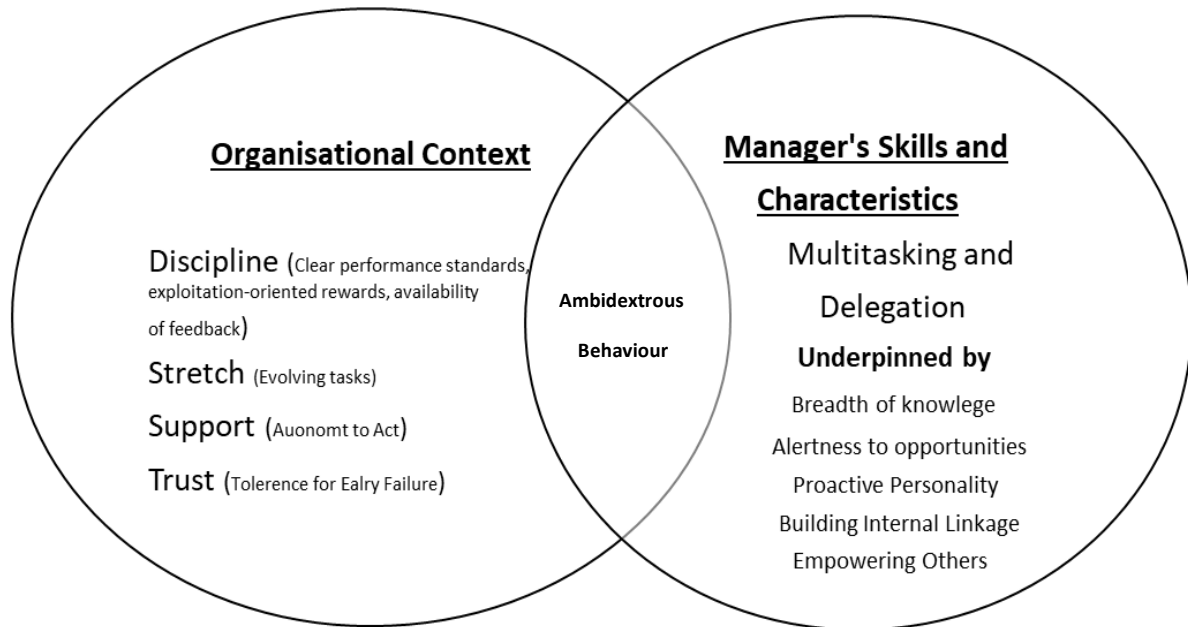 Organisational Context
Discipline (Clear performance standards,
exploitation-oriented rewards, availability
of feedback)
Stretch (Evolving tasks)
Support (Auonomt to Act)
Trust (Tolerence for Ealry Failure)
Ambidextrous
Behaviour
Manager's Skills and
Characteristics
Multitasking and
Delegation
Underpinned by
Breadth of knowlege
Alertness to opportunities
Proactive Personality
Building Internal Linkage
Empowering Others